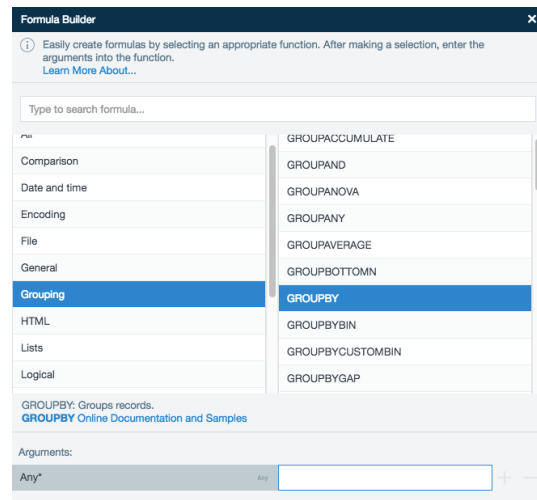 Formula Builder
Easily create formulas by selecting an appropriate function. After making a selection, enter the
arguments into the function.
Learn More About...
Type to search formula...
All
GROUPACCUMULATE
Comparison
GROUPAND
Date and time
GROUPANOVA
Encoding
GROUPANY
File
GROUPAVERAGE
General
GROUPBOTTOMN
Grouping
GROUPBY
HTML
GROUPBYBIN
Lists
GROUPBYCUSTOMBIN
Logical
GROUPBYGAP
GROUPBY: Groups records.
GROUPBY Online Documentation and Samples
Arguments:
Any*
Any